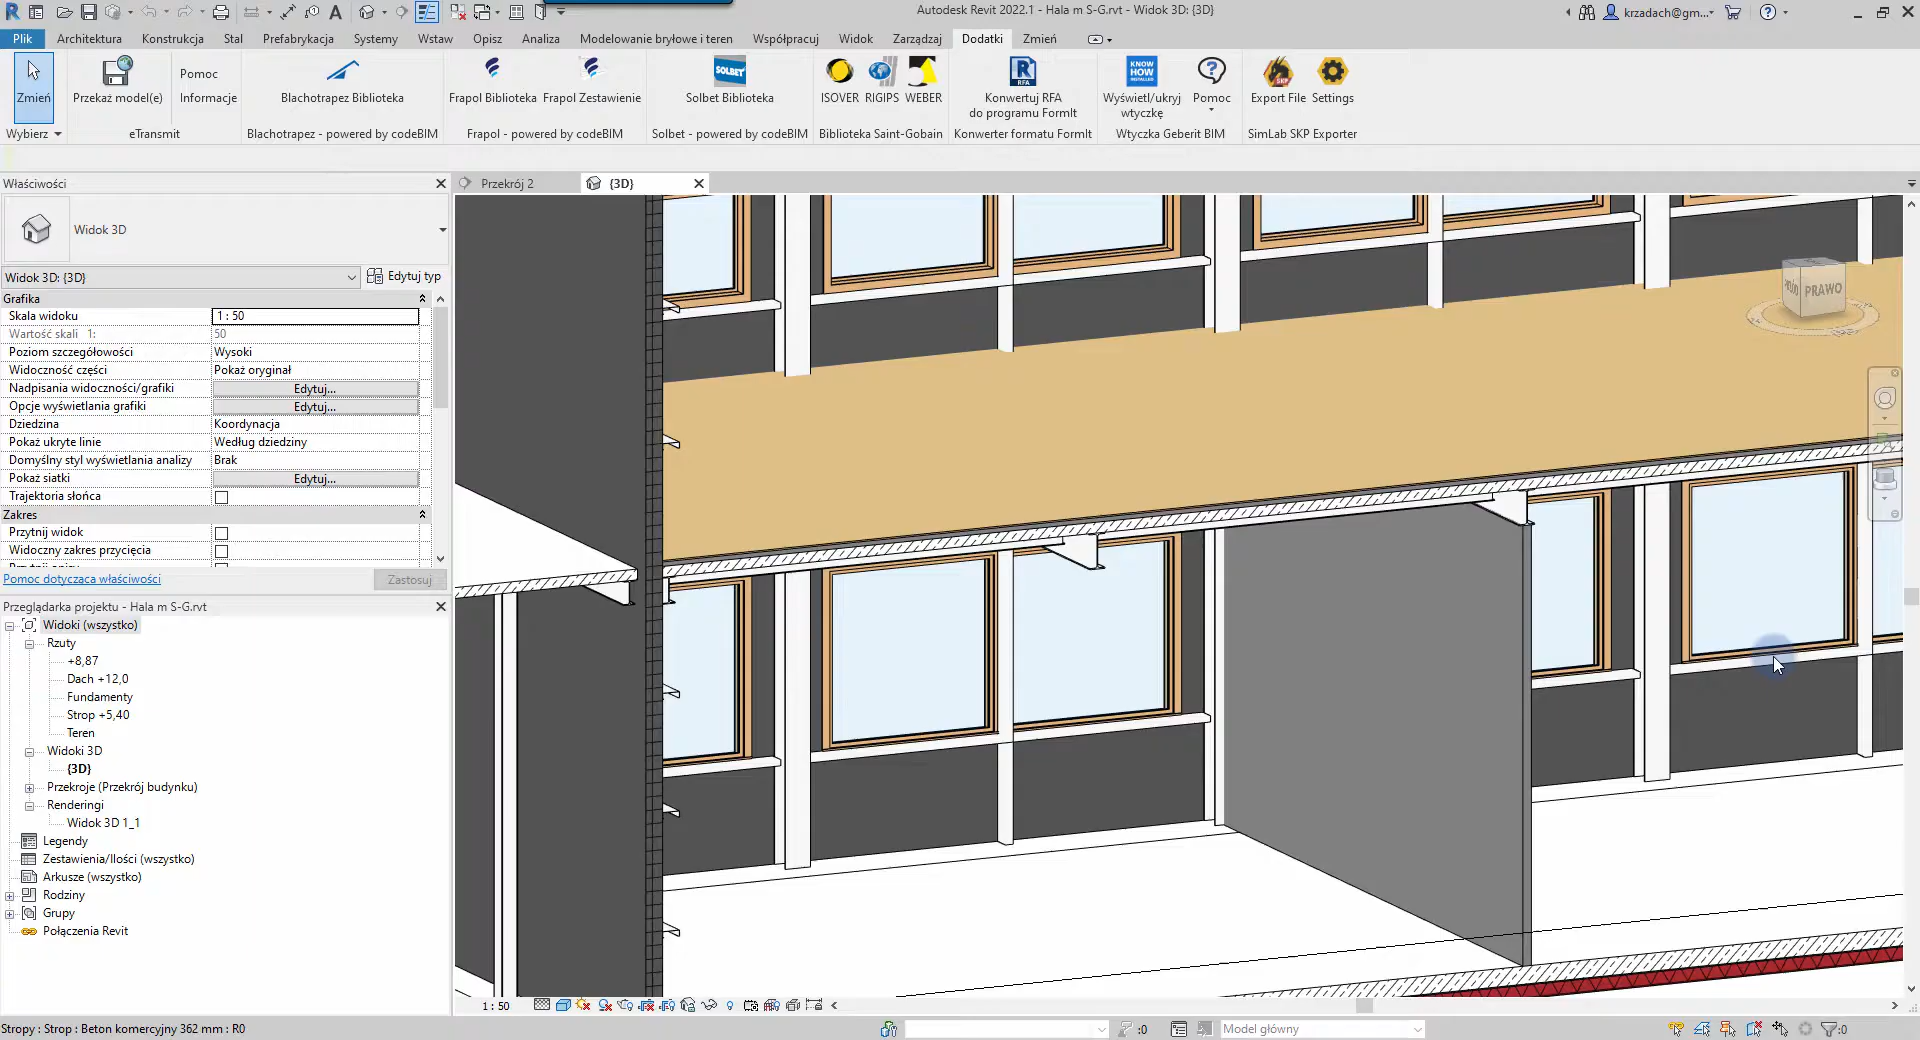 Autodesk Revit 2022.1 - Hala m S-G.rvt - Widok 3D: {3D}
krzadach@gm...
Plik Architektura Konstrukcja Stal Prefabrykacja Systemy Wstaw Opisz Analiza Modelowanie bryłowe i teren Współpracuj Widok Zarządzaj Dodatki Zmień
Zmień
Przekaż model(e)
Pomoc
Informacje
Blachotrapez Biblioteka
Frapol Biblioteka
Frapol Zestawienie
SOLBET
Solbet Biblioteka
ISOVER
RIGIPS
WEBER
R
RFA
Konwertuj RFA
do programu FormIt
KNOW
HOW
INSTALLED
Wyświetl/ukryj
wtyczkę
Pomoc
SKP
Export File
Settings
Wybierz
eTransmit
Blachotrapez - powered by codeBIM
Frapol - powered by codeBIM
Solbet - powered by codeBIM
Biblioteka Saint-Gobain
Konwerter formatu FormIt
Wtyczka Geberit BIM
SimLab SKP Exporter
Właściwości
Przekrój 2
{3D}
Widok 3D
Widok 3D: {3D}
Edytuj typ
Grafika
Skala widoku 1 : 50
Wartość skali 1: 50
Poziom szczegółowości Wysoki
Widoczność części Pokaż oryginał
Nadpisania widoczności/grafiki Edytuj...
Opcje wyświetlania grafiki Edytuj...
Dziedzina Koordynacja
Pokaż ukryte linie Według dziedziny
Domyślny styl wyświetlania analizy Brak
Pokaż siatki Edytuj...
Trajektoria słońca
Zakres
Przytnij widok
Widoczny zakres przycięcia
Pomoc dotycząca właściwości
Zastosuj
Przeglądarka projektu - Hala m S-G.rvt
Widoki (wszystko)
Rzuty
+8,87
Dach +12,0
Fundamenty
Strop +5,40
Teren
Widoki 3D
{3D}
Przekroje (Przekrój budynku)
Renderingi
Widok 3D 1_1
Legendy
Zestawienia/Ilości (wszystko)
Arkusze (wszystko)
Rodziny
Grupy
Połączenia Revit
PRAWO
1 : 50
Stropy : Strop : Beton komercyjny 362 mm : R0
:0
Model główny
:0